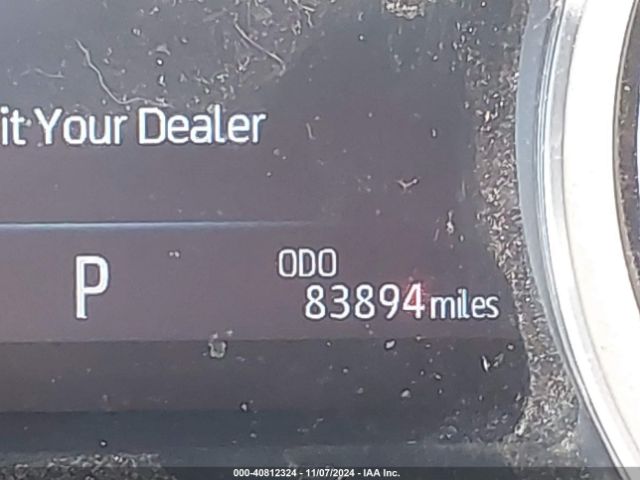 it Your Dealer
P
ODO
83894 miles
000-40812324 - 11/07/2024 - IAA Inc.